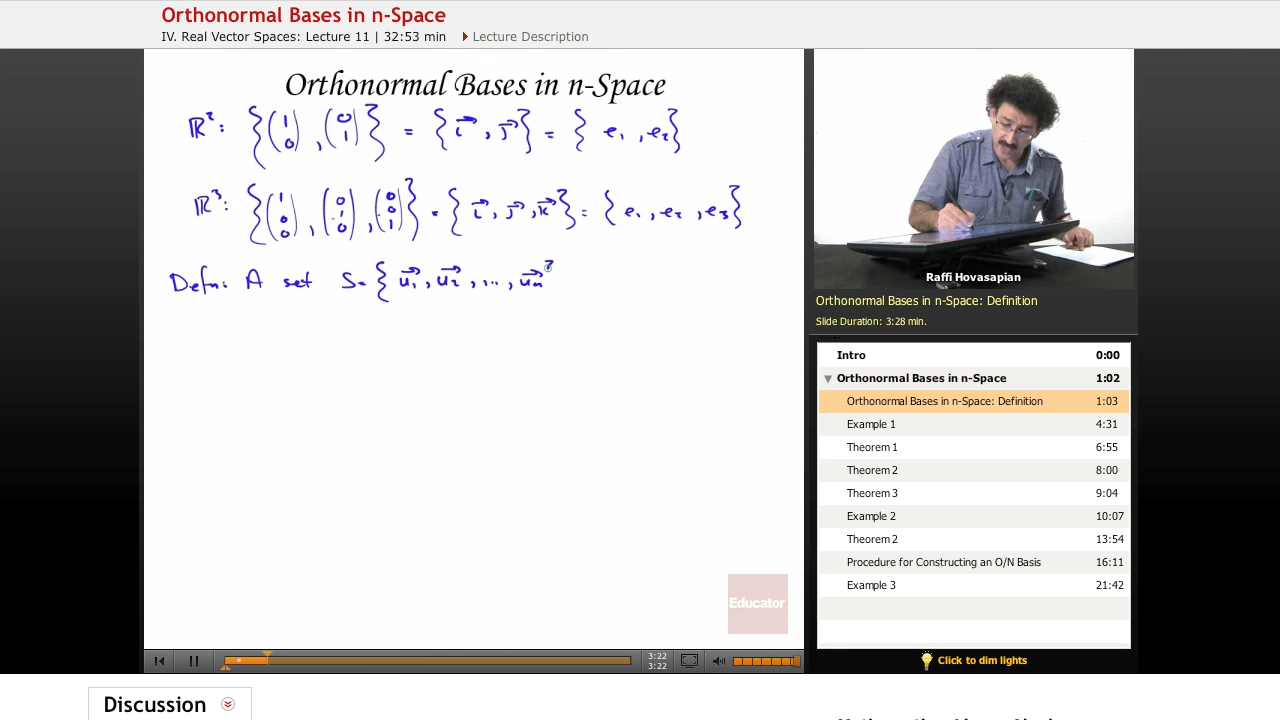 Orthonormal Bases in n-Space
IV. Real Vector Spaces: Lecture 11 | 32:53 min Lecture Description
Orthonormal Bases in n-Space
ℝ²: {(1 0), (0 1)} = {i⃗, j⃗} = {e₁, e₂}
ℝ³: {(1 0 0), (0 1 0), (0 0 1)} = {i⃗, j⃗, k⃗} = {e₁, e₂, e₃}
Defn: A set S = {u⃗₁, u⃗₂, ..., u⃗ₙ
Educator
Raffi Hovasapian
Orthonormal Bases in n-Space: Definition
Slide Duration: 3:28 min.
Intro 0:00
Orthonormal Bases in n-Space 1:02
Orthonormal Bases in n-Space: Definition 1:03
Example 1 4:31
Theorem 1 6:55
Theorem 2 8:00
Theorem 3 9:04
Example 2 10:07
Theorem 2 13:54
Procedure for Constructing an O/N Basis 16:11
Example 3 21:42
3:22
3:22
Click to dim lights
Discussion